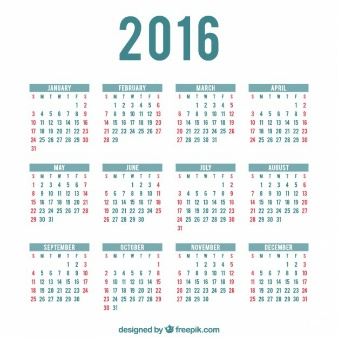 2016
JANUARY
S M T W T F S
1 2
3 4 5 6 7 8 9
10 11 12 13 14 15 16
17 18 19 20 21 22 23
24 25 26 27 28 29 30
31
FEBRUARY
S M T W T F S
1 2 3 4 5 6
7 8 9 10 11 12 13
14 15 16 17 18 19 20
21 22 23 24 25 26 27
28 29
MARCH
S M T W T F S
1 2 3 4 5
6 7 8 9 10 11 12
13 14 15 16 17 18 19
20 21 22 23 24 25 26
27 28 29 30 31
APRIL
S M T W T F S
1 2
3 4 5 6 7 8 9
10 11 12 13 14 15 16
17 18 19 20 21 22 23
24 25 26 27 28 29 30
MAY
S M T W T F S
1 2 3 4 5 6 7
8 9 10 11 12 13 14
15 16 17 18 19 20 21
22 23 24 25 26 27 28
29 30 31
JUNE
S M T W T F S
1 2 3 4
5 6 7 8 9 10 11
12 13 14 15 16 17 18
19 20 21 22 23 24 25
26 27 28 29 30
JULY
S M T W T F S
1 2
3 4 5 6 7 8 9
10 11 12 13 14 15 16
17 18 19 20 21 22 23
24 25 26 27 28 29 30
31
AUGUST
S M T W T F S
1 2 3 4 5 6
7 8 9 10 11 12 13
14 15 16 17 18 19 20
21 22 23 24 25 26 27
28 29 30 31
SEPTEMBER
S M T W T F S
1 2 3
4 5 6 7 8 9 10
11 12 13 14 15 16 17
18 19 20 21 22 23 24
25 26 27 28 29 30
OCTOBER
S M T W T F S
1
2 3 4 5 6 7 8
9 10 11 12 13 14 15
16 17 18 19 20 21 22
23 24 25 26 27 28 29
30 31
NOVEMBER
S M T W T F S
1 2 3 4 5
6 7 8 9 10 11 12
13 14 15 16 17 18 19
20 21 22 23 24 25 26
27 28 29 30
DECEMBER
S M T W T F S
1 2 3
4 5 6 7 8 9 10
11 12 13 14 15 16 17
18 19 20 21 22 23 24
25 26 27 28 29 30 31
designed by freepik.com